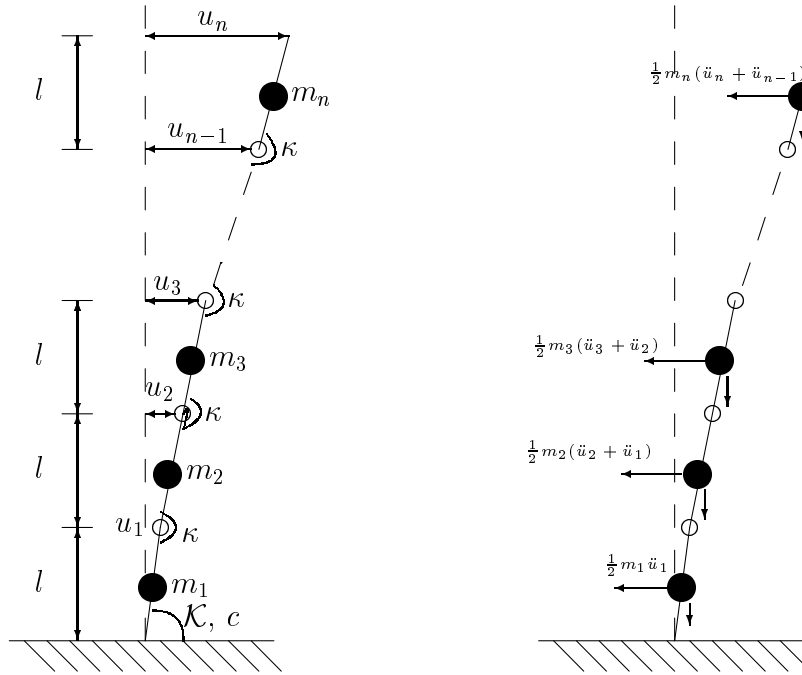 u_n
l
m_n
u_{n-1}
κ
u_3
κ
l
m_3
u_2
κ
l
m_2
u_1
κ
l
m_1
𝒦, c
½m_n(ü_n + ü_{n-1})
½m_3(ü_3 + ü_2)
½m_2(ü_2 + ü_1)
½m_1ü_1